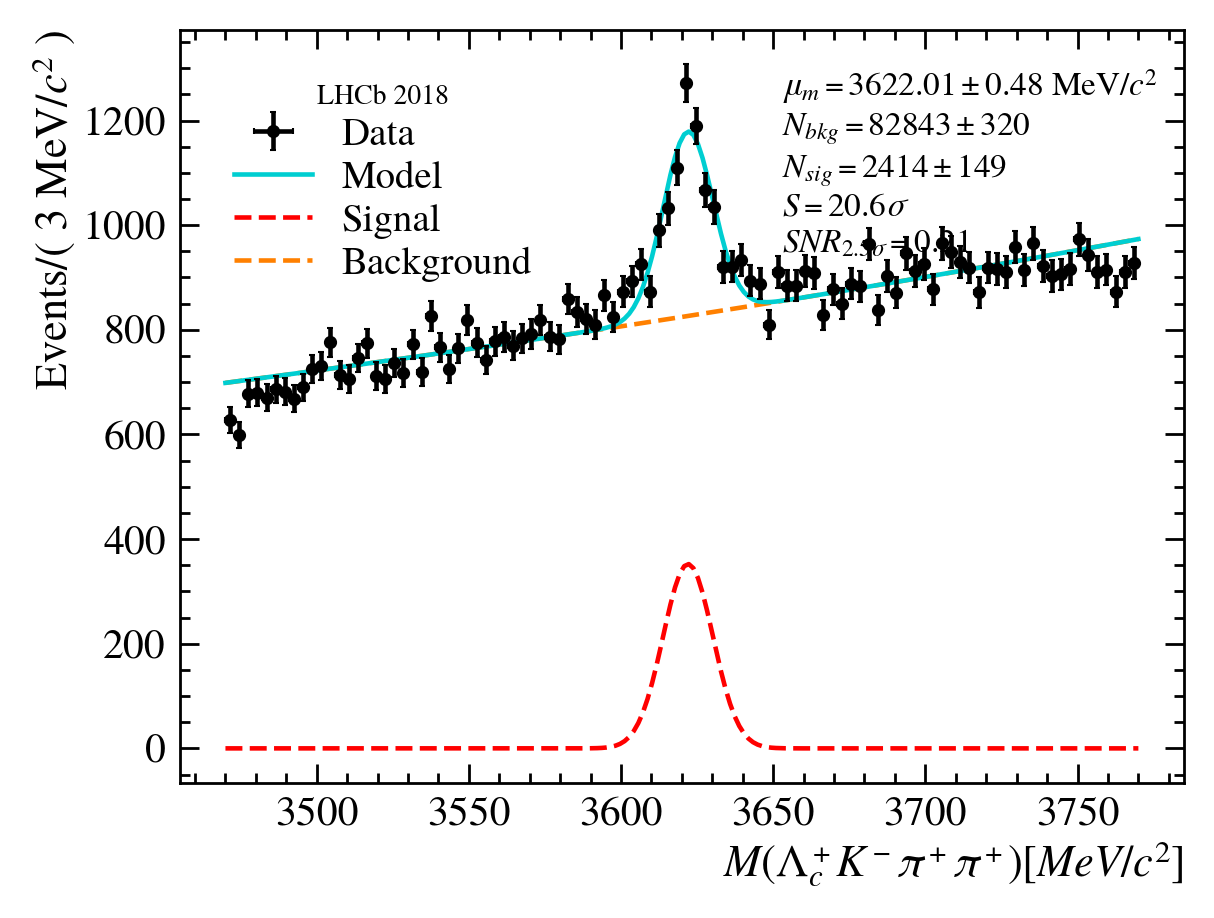 Events/( 3 MeV/c² )
1200
1000
800
600
400
200
0
LHCb 2018
Data
Model
Signal
Background
μ_m = 3622.01 ± 0.48 MeV/c²
N_bkg = 82843 ± 320
N_sig = 2414 ± 149
S = 20.6σ
SNR
3500 3550 3600 3650 3700 3750
M(Λ_c⁺K⁻π⁺π⁺)[MeV/c²]